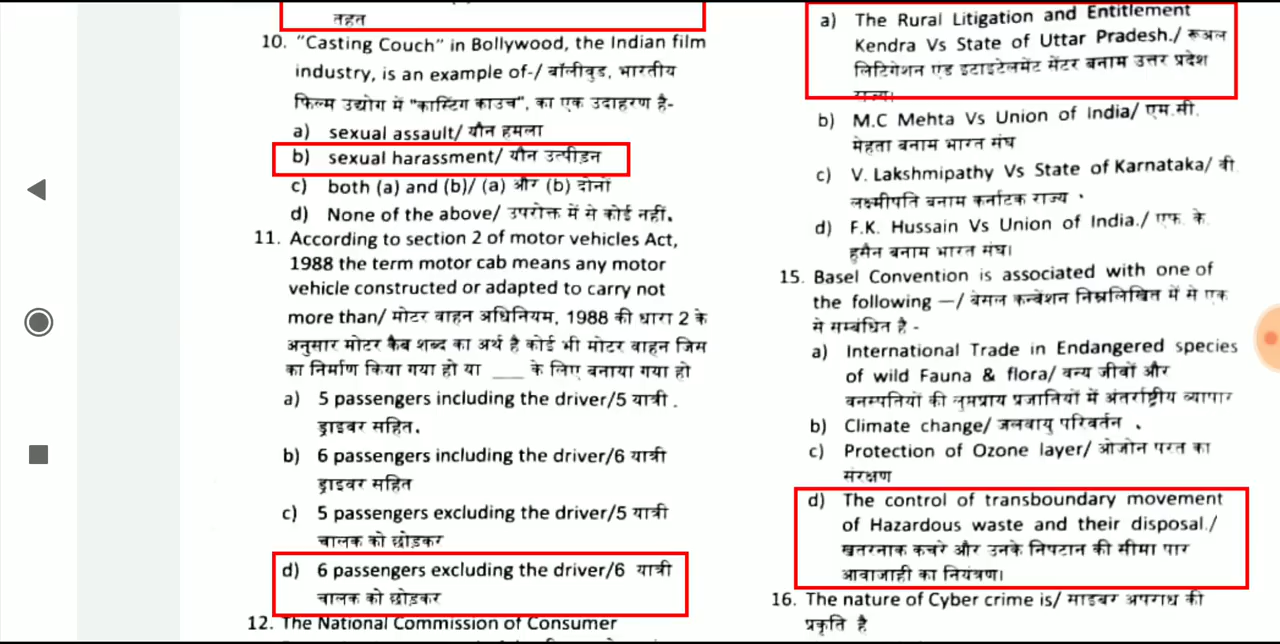 तहत
10. “Casting Couch” in Bollywood, the Indian film
industry, is an example of-/ बॉलीवुड, भारतीय
फिल्म उद्योग में "कास्टिंग काउच", का एक उदाहरण है-
a) sexual assault/ यौन हमला
b) sexual harassment/ यौन उत्पीड़न
c) both (a) and (b)/ (a) और (b) दोनों
d) None of the above/ उपरोक्त में से कोई नहीं.
11. According to section 2 of motor vehicles Act,
1988 the term motor cab means any motor
vehicle constructed or adapted to carry not
more than/ मोटर वाहन अधिनियम, 1988 की धारा 2 के
अनुसार मोटर कैब शब्द का अर्थ है कोई भी मोटर वाहन जिस
का निर्माण किया गया हो या ___ के लिए बनाया गया हो
a) 5 passengers including the driver/5 यात्री .
ड्राइवर सहित.
b) 6 passengers including the driver/6 यात्री
ड्राइवर सहित
c) 5 passengers excluding the driver/5 यात्री
चालक को छोड़कर
d) 6 passengers excluding the driver/6 यात्री
चालक को छोड़कर
12. The National Commission of Consumer
a) The Rural Litigation and Entitlement
Kendra Vs State of Uttar Pradesh./ रूअल
लिटिगेशन एंड इटाइटेलमेंट सेंटर बनाम उत्तर प्रदेश
राज्य।
b) M.C Mehta Vs Union of India/ एम.सी.
मेहता बनाम भारत संघ
c) V. Lakshmipathy Vs State of Karnataka/ वी.
लक्ष्मीपति बनाम कर्नाटक राज्य .
d) F.K. Hussain Vs Union of India./ एफ. के.
हुसैन बनाम भारत संघ।
15. Basel Convention is associated with one of
the following —/ बेसल कन्वेंशन निम्नलिखित में से एक
से सम्बंधित है -
a) International Trade in Endangered species
of wild Fauna & flora/ वन्य जीवों और
वनस्पतियों की लुप्तप्राय प्रजातियों में अंतर्राष्ट्रीय व्यापार
b) Climate change/ जलवायु परिवर्तन .
c) Protection of Ozone layer/ ओजोन परत का
संरक्षण
d) The control of transboundary movement
of Hazardous waste and their disposal./
खतरनाक कचरे और उनके निपटान की सीमा पार
आवाजाही का नियंत्रण।
16. The nature of Cyber crime is/ साइबर अपराध की
प्रकृति है